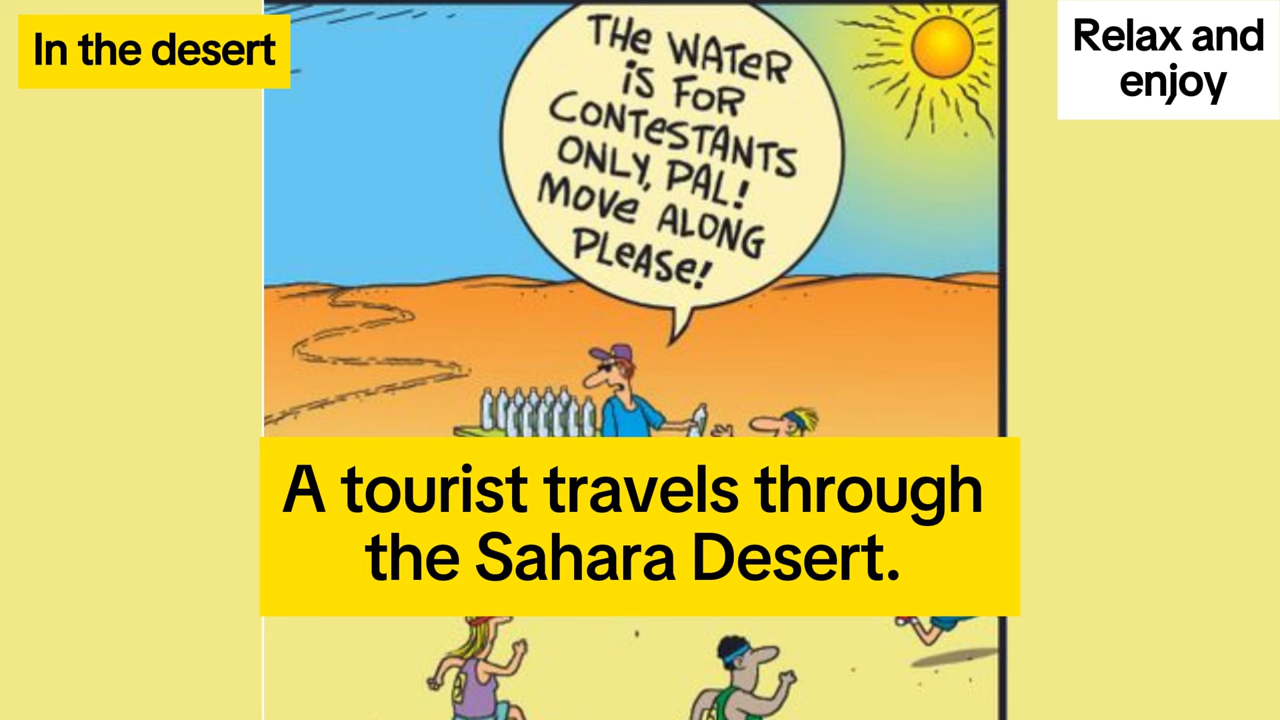 In the desert
Relax and
enjoy
THe WATeR
iS FOR
CONTeSTANTS
ONLY, PAL!
MOVe ALONG
PLeASe!
A tourist travels through
the Sahara Desert.